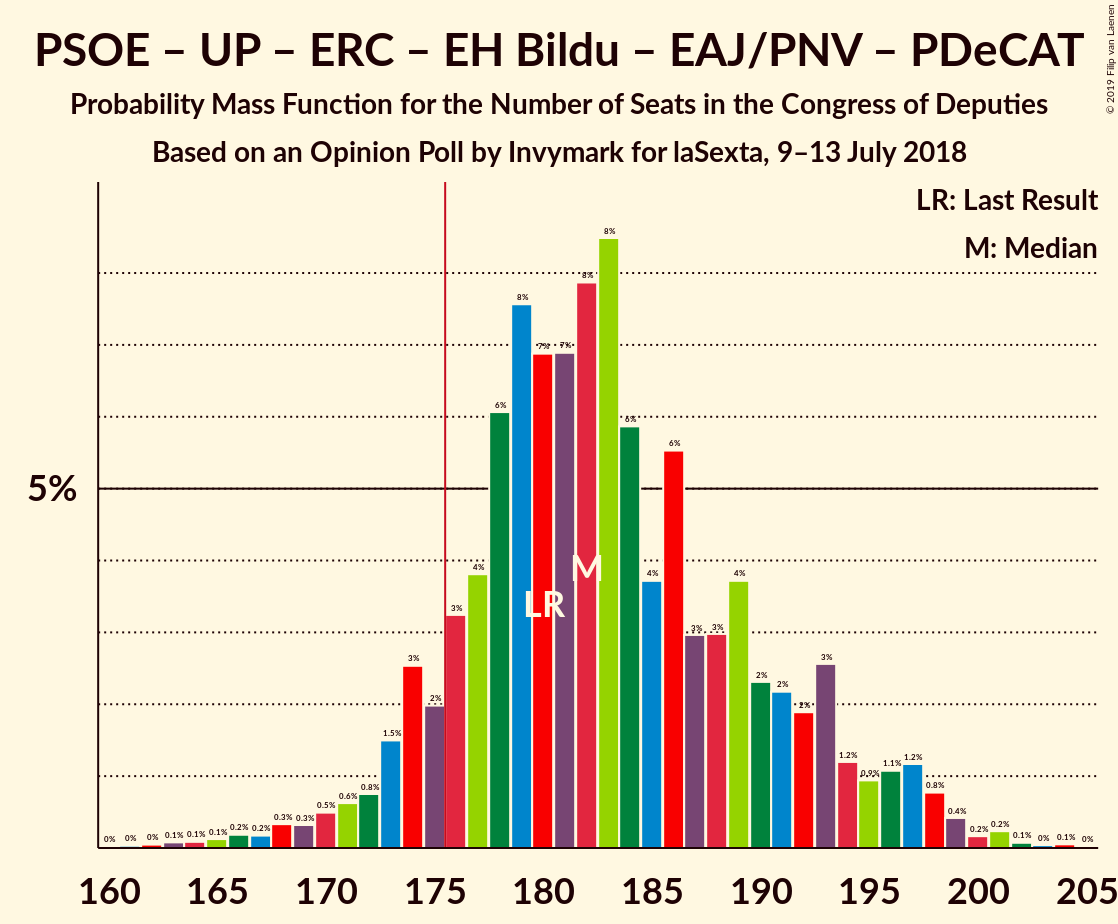 PSOE – UP – ERC – EH Bildu – EAJ/PNV – PDeCAT
Probability Mass Function for the Number of Seats in the Congress of Deputies
Based on an Opinion Poll by Invymark for laSexta, 9–13 July 2018
© 2019 Filip van Laenen
LR: Last Result
M: Median
5%
0% 0% 0% 0.1% 0.1% 0.1% 0.2% 0.2% 0.3% 0.3% 0.5% 0.6% 0.8% 1.5% 3% 2% 3% 4% 6% 8% 7% 7% 8% 8% 6% 4% 6% 3% 3% 4% 2% 2% 2% 3% 1.2% 0.9% 1.1% 1.2% 0.8% 0.4% 0.2% 0.2% 0.1% 0% 0.1% 0%
M
LR
160 165 170 175 180 185 190 195 200 205